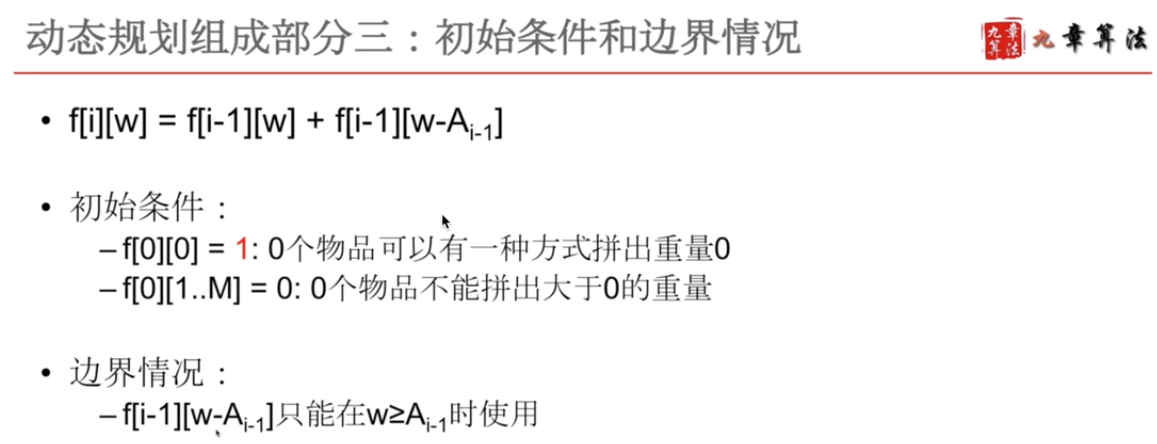 动态规划组成部分三：初始条件和边界情况
九章算法
九章算法
• f[i][w] = f[i-1][w] + f[i-1][w-Ai-1]
• 初始条件：
– f[0][0] = 1: 0个物品可以有一种方式拼出重量0
– f[0][1..M] = 0: 0个物品不能拼出大于0的重量
• 边界情况：
– f[i-1][w-Ai-1]只能在w≥Ai-1时使用